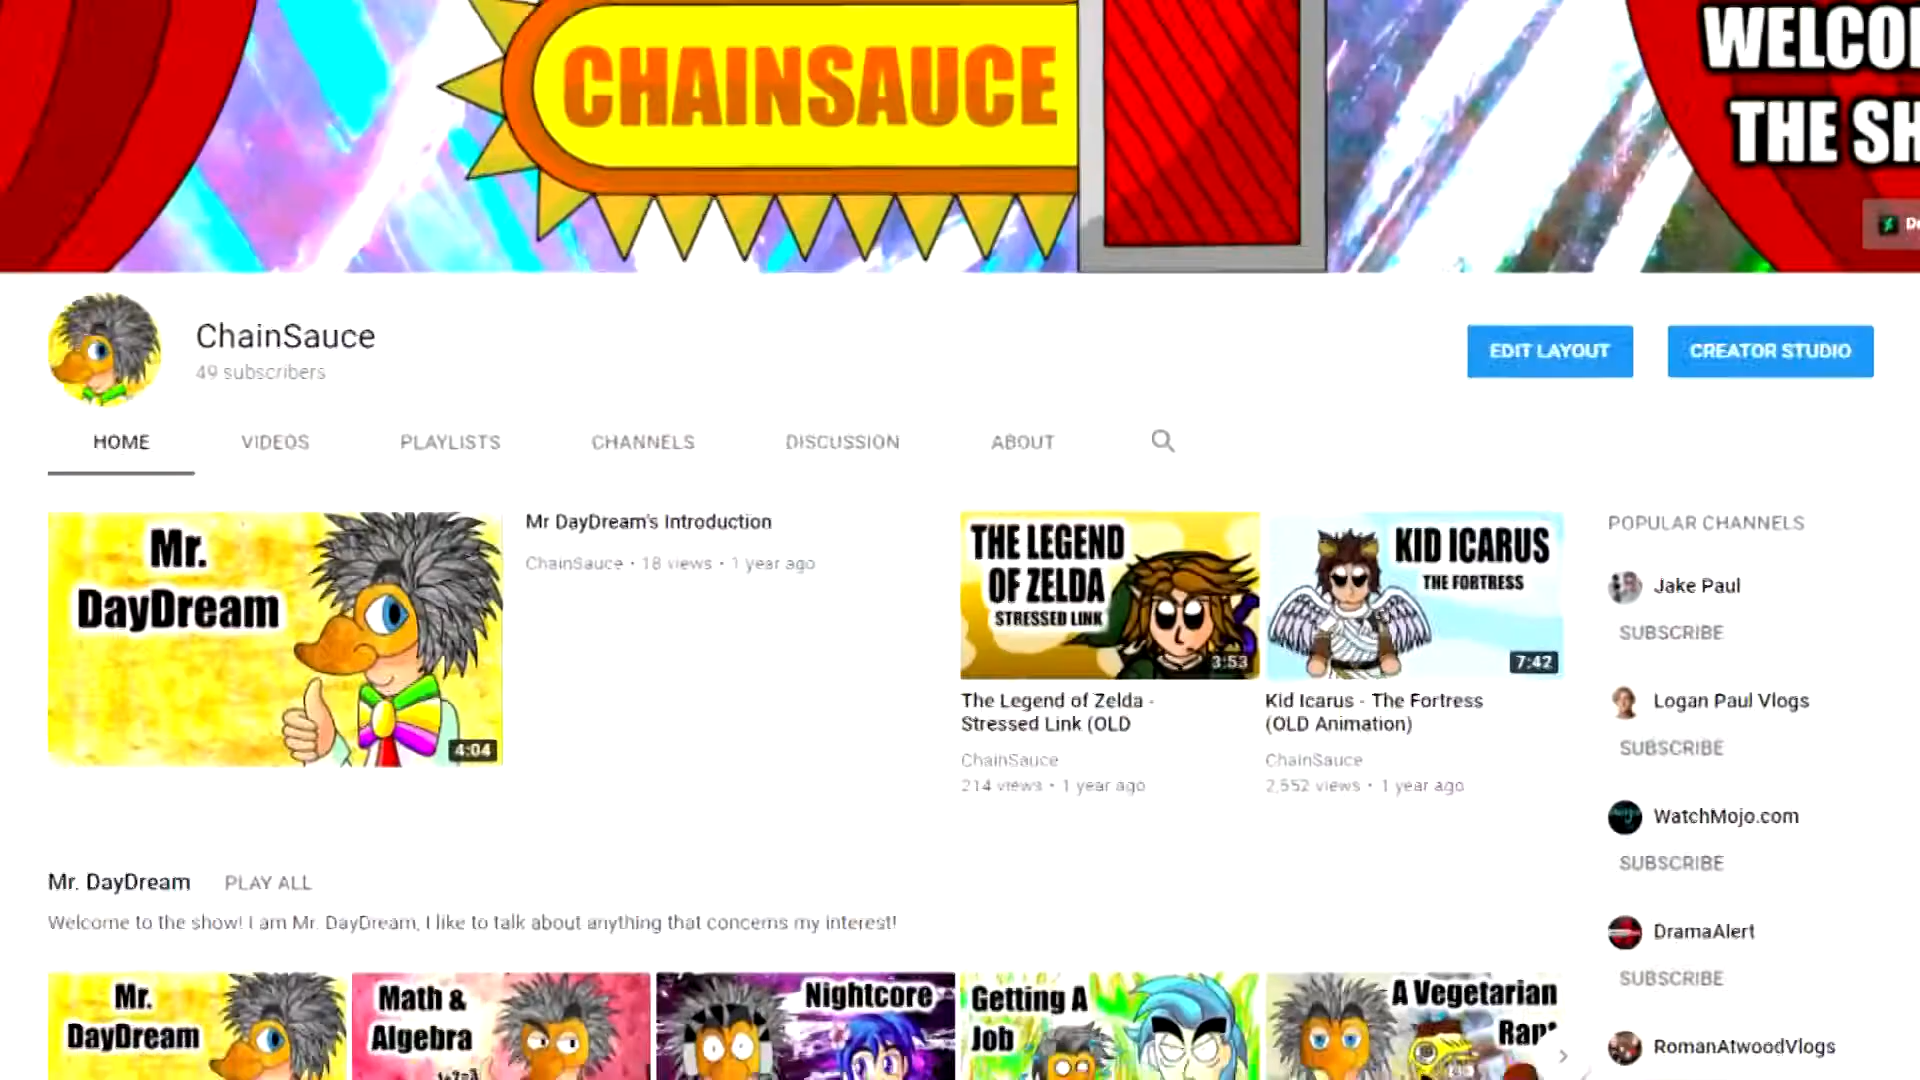 CHAINSAUCE
WELCO
THE SH
ChainSauce
49 subscribers
EDIT LAYOUT
CREATOR STUDIO
HOME
VIDEOS
PLAYLISTS
CHANNELS
DISCUSSION
ABOUT
Mr.
DayDream
4:04
Mr DayDream's Introduction
ChainSauce • 18 views • 1 year ago
THE LEGEND
OF ZELDA
STRESSED LINK
3:53
The Legend of Zelda -
Stressed Link (OLD
ChainSauce
214 views • 1 year ago
KID ICARUS
THE FORTRESS
7:42
Kid Icarus - The Fortress
(OLD Animation)
ChainSauce
2,552 views • 1 year ago
POPULAR CHANNELS
Jake Paul
SUBSCRIBE
Logan Paul Vlogs
SUBSCRIBE
WatchMojo.com
SUBSCRIBE
DramaAlert
SUBSCRIBE
RomanAtwoodVlogs
Mr. DayDream
PLAY ALL
Welcome to the show! I am Mr. DayDream, I like to talk about anything that concerns my interest!
Mr.
DayDream
Math &
Algebra
Nightcore
Getting A
Job
A Vegetarian